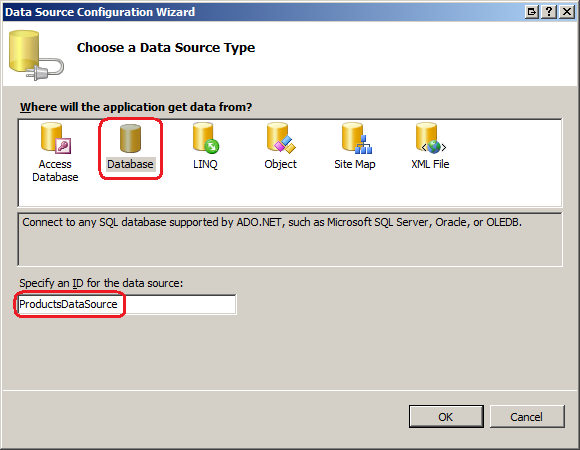 Data Source Configuration Wizard
Choose a Data Source Type
Where will the application get data from?
Access Database
Database
LINQ
Object
Site Map
XML File
Connect to any SQL database supported by ADO.NET, such as Microsoft SQL Server, Oracle, or OLEDB.
Specify an ID for the data source:
ProductsDataSource
OK
Cancel